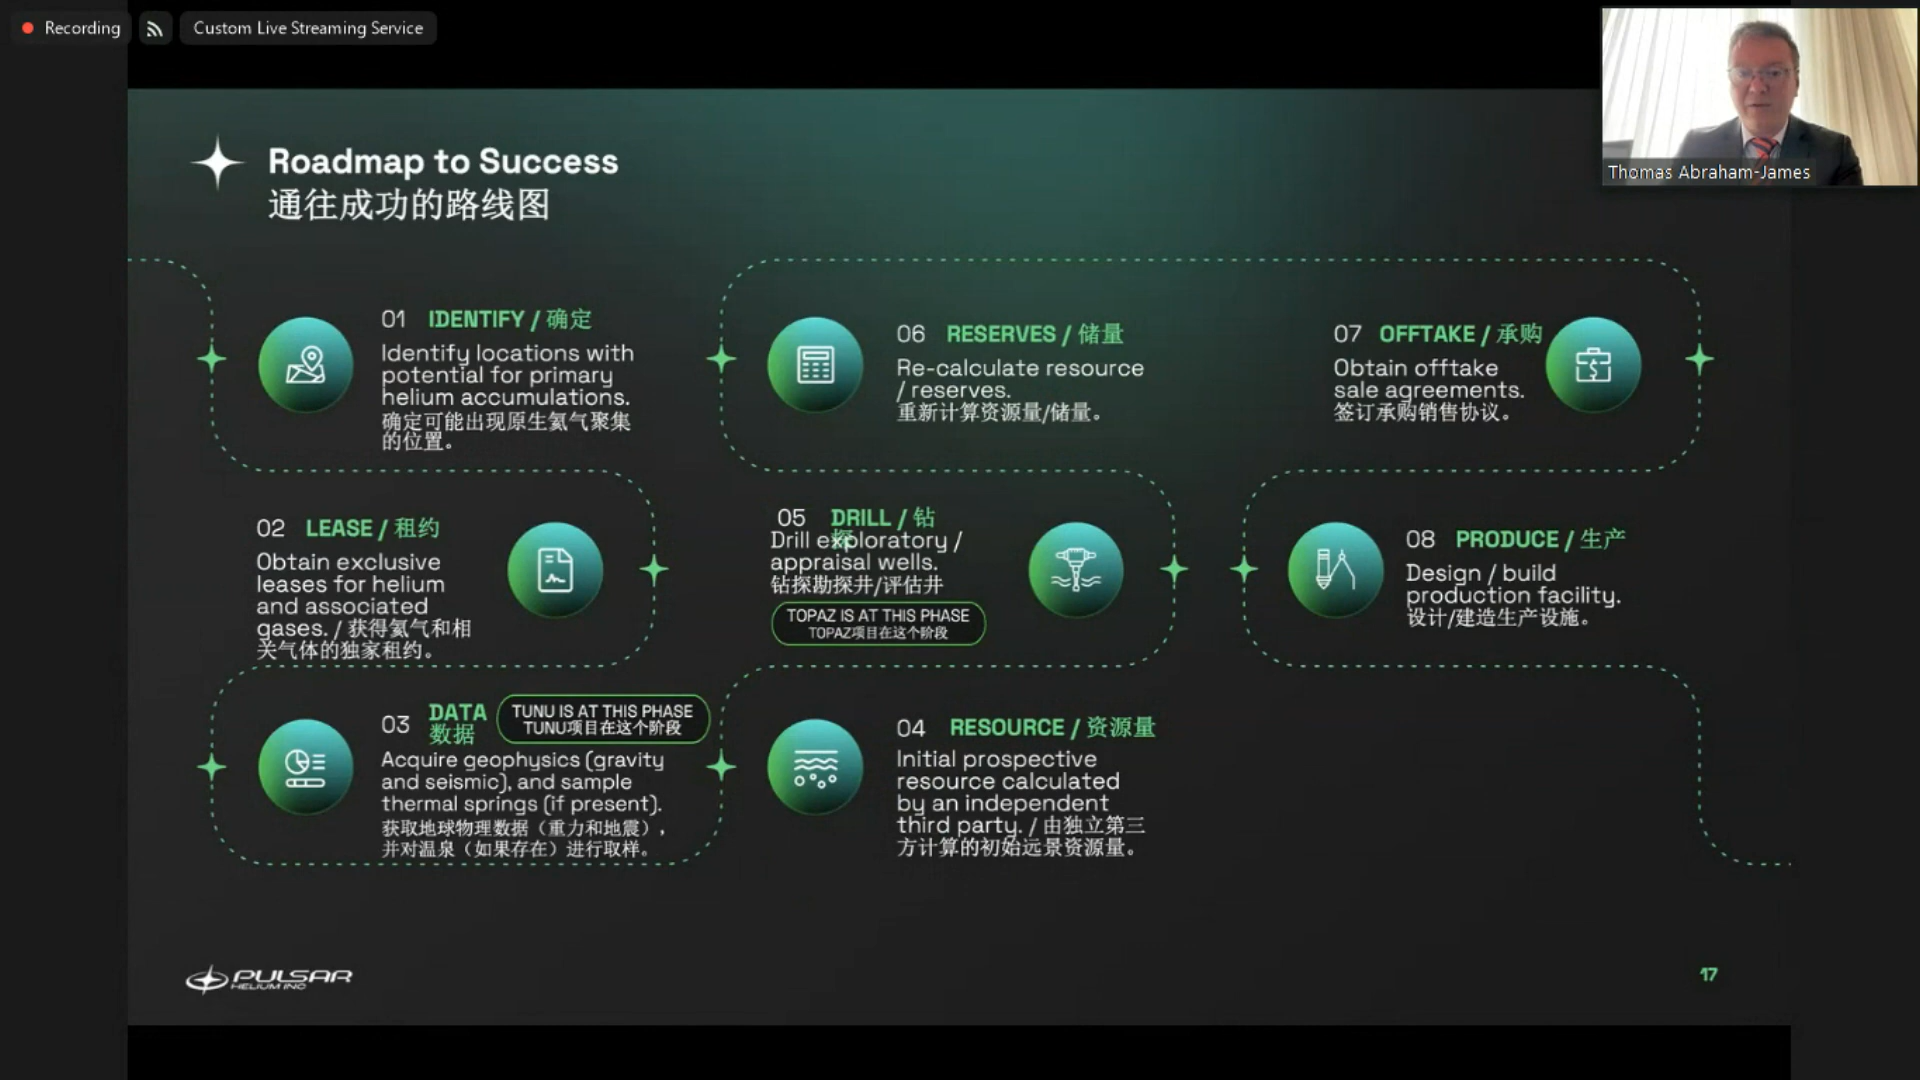 Recording
Custom Live Streaming Service
Thomas Abraham-James
Roadmap to Success
通往成功的路线图
01 IDENTIFY / 确定
Identify locations with
potential for primary
helium accumulations.
确定可能出现原生氦气聚集
的位置。
02 LEASE / 租约
Obtain exclusive
leases for helium
and associated
gases. / 获得氦气和相
关气体的独家租约。
03 DATA
数据
TUNU IS AT THIS PHASE
TUNU项目在这个阶段
Acquire geophysics (gravity
and seismic), and sample
thermal springs (if present).
获取地球物理数据（重力和地震），
并对温泉（如果存在）进行取样。
04 RESOURCE / 资源量
Initial prospective
resource calculated
by an independent
third party. / 由独立第三
方计算的初始远景资源量。
05 DRILL / 钻
探
Drill exploratory /
appraisal wells.
钻探勘探井/评估井
TOPAZ IS AT THIS PHASE
TOPAZ项目在这个阶段
06 RESERVES / 储量
Re-calculate resource
/ reserves.
重新计算资源量/储量。
07 OFFTAKE / 承购
Obtain offtake
sale agreements.
签订承购销售协议。
08 PRODUCE / 生产
Design / build
production facility.
设计/建造生产设施。
PULSAR
HELIUM INC
17